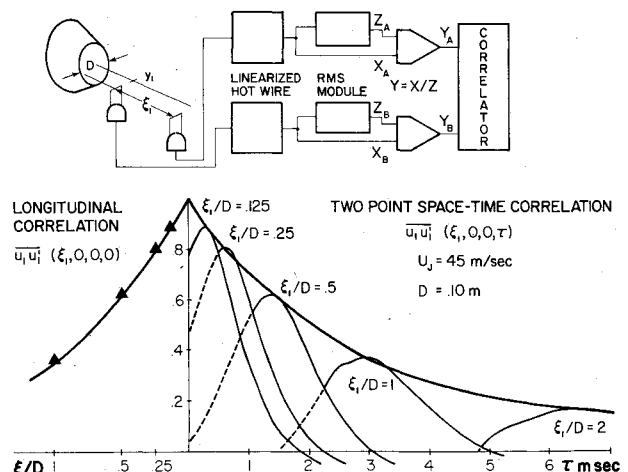 D
y₁
ξ₁
LINEARIZED
HOT WIRE
RMS
MODULE
Z_A
X_A
Y=X/Z
Y_A
Z_B
X_B
Y_B
CORRELATOR
LONGITUDINAL
CORRELATION
u₁u₁' (ξ₁,0,0,0)
TWO POINT SPACE-TIME CORRELATION
u₁u₁' (ξ₁,0,0,τ)
U_J = 45 m/sec
D = .10 m
ξ₁/D = .125
ξ₁/D = .25
ξ₁/D = .5
ξ₁/D = 1
ξ₁/D = 2
.8
.6
.4
.2
ξ/D 1 .5 .25 1 2 3 4 5 6 τ m sec